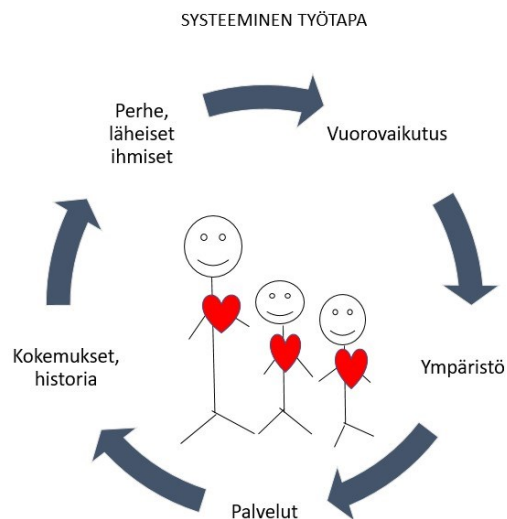 SYSTEEMINEN TYÖTAPA
Perhe,
läheiset
ihmiset
Vuorovaikutus
Ympäristö
Palvelut
Kokemukset,
historia